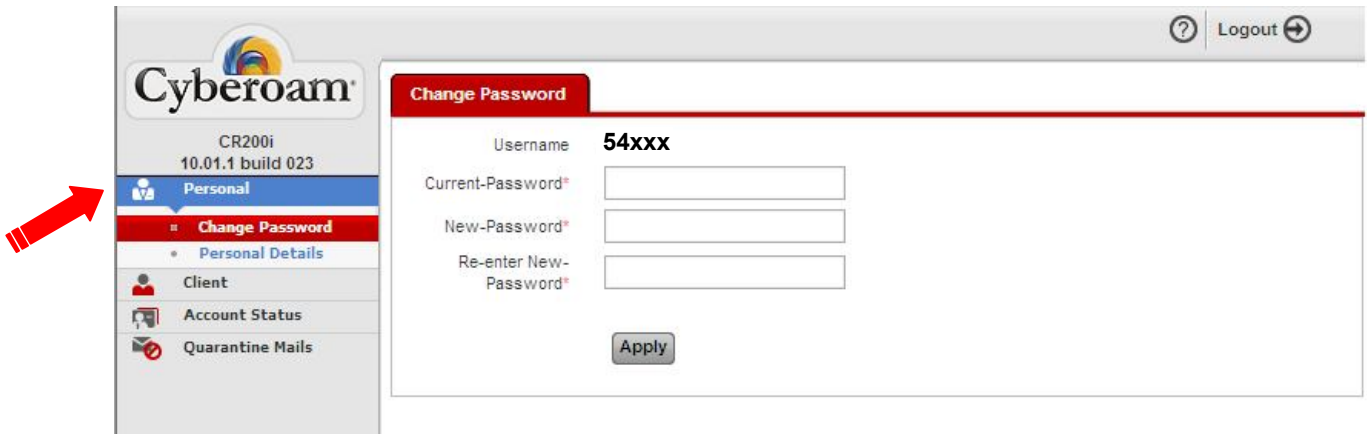 ? Logout
Cyberoam
CR200i
10.01.1 build 023
Personal
Change Password
Personal Details
Client
Account Status
Quarantine Mails
Change Password
Username 54xxx
Current-Password*
New-Password*
Re-enter New-
Password*
Apply